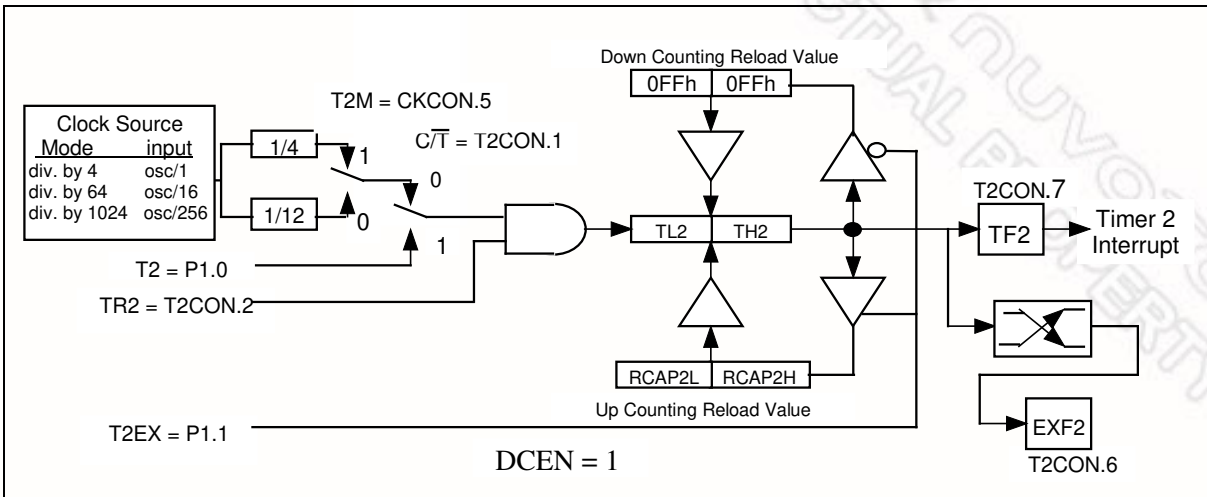 Down Counting Reload Value
0FFh 0FFh
T2M = CKCON.5
C/T = T2CON.1
Clock Source
Mode input
div. by 4 osc/1
div. by 64 osc/16
div. by 1024 osc/256
1/4
1
0
1/12
0
1
TL2 TH2
T2CON.7
TF2
Timer 2
Interrupt
T2 = P1.0
TR2 = T2CON.2
RCAP2L RCAP2H
Up Counting Reload Value
T2EX = P1.1
DCEN = 1
EXF2
T2CON.6
NUVO
PROPERTY